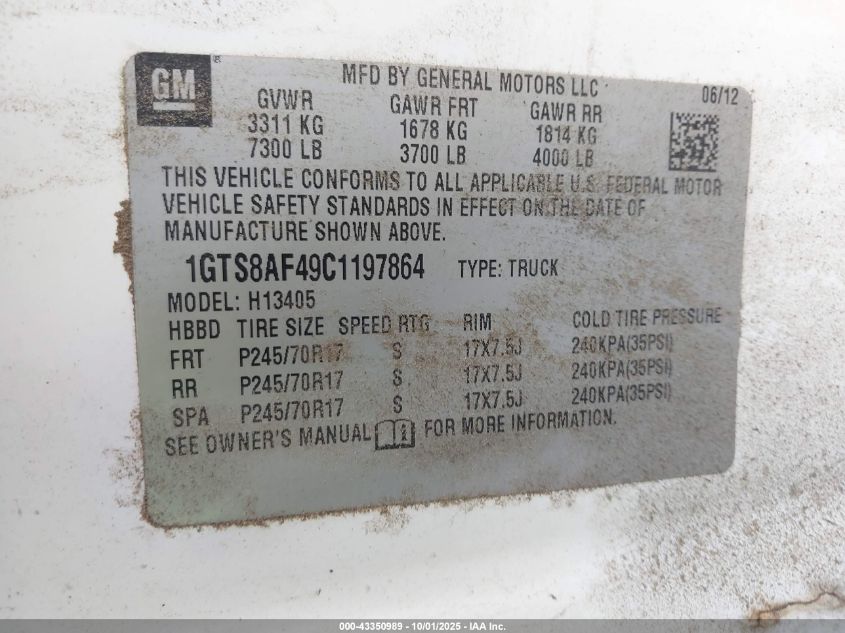 GM ®
MFD BY GENERAL MOTORS LLC
06/12
GVWR GAWR FRT GAWR RR
3311 KG 1678 KG 1814 KG
7300 LB 3700 LB 4000 LB
THIS VEHICLE CONFORMS TO ALL APPLICABLE U.S. FEDERAL MOTOR
VEHICLE SAFETY STANDARDS IN EFFECT ON THE DATE OF
MANUFACTURE SHOWN ABOVE.
1GTS8AF49C1197864 TYPE: TRUCK
MODEL: H13405
HBBD TIRE SIZE SPEED RTG RIM COLD TIRE PRESSURE
FRT P245/70R17 S 17X7.5J 240KPA(35PSI)
RR P245/70R17 S 17X7.5J 240KPA(35PSI)
SPA P245/70R17 S 17X7.5J 240KPA(35PSI)
SEE OWNER'S MANUAL i FOR MORE INFORMATION.
000-43350989 - 10/01/2025 - IAA Inc.